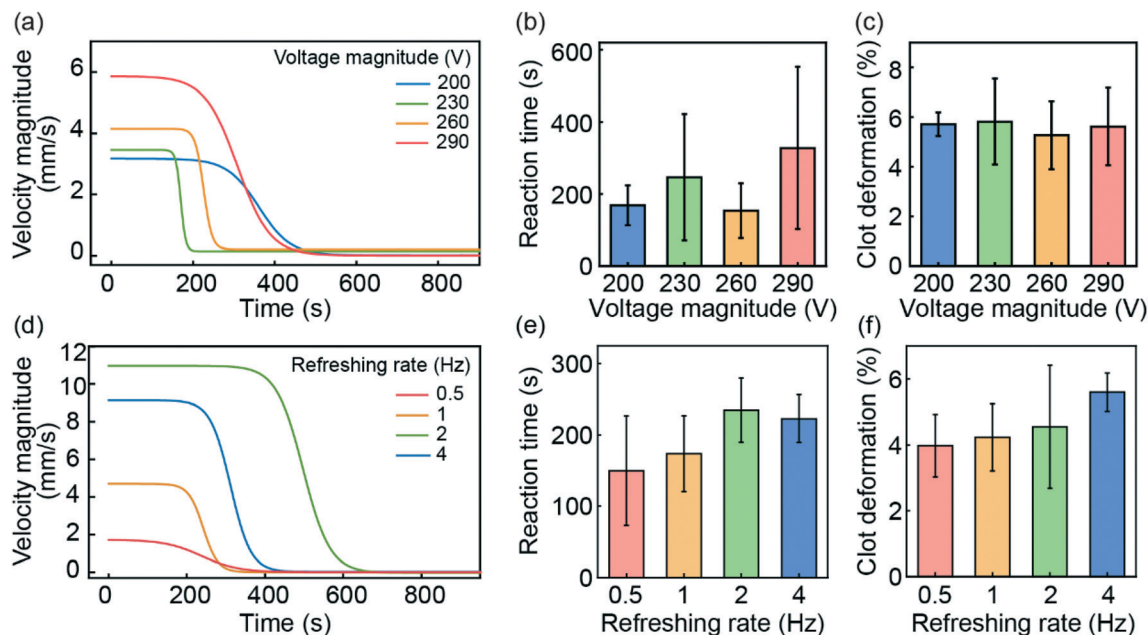 (a)
Voltage magnitude (V)
200
230
260
290
6
4
2
0
Velocity magnitude
(mm/s)
0 200 400 600 800
Time (s)
(b)
600
400
200
0
Reaction time (s)
200 230 260 290
Voltage magnitude (V)
(c)
8
6
4
2
0
Clot deformation (%)
200 230 260 290
Voltage magnitude (V)
(d)
Refreshing rate (Hz)
0.5
1
2
4
12
10
8
6
4
2
0
Velocity magnitude
(mm/s)
0 200 400 600 800
Time (s)
(e)
300
200
100
0
Reaction time (s)
0.5 1 2 4
Refreshing rate (Hz)
(f)
6
4
2
0
Clot deformation (%)
0.5 1 2 4
Refreshing rate (Hz)